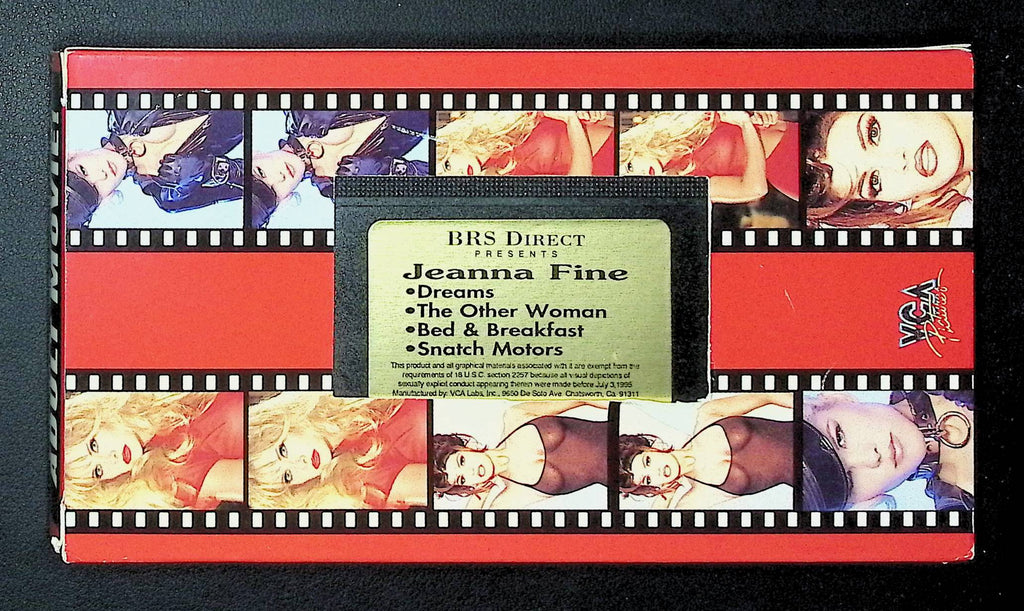 BRS DIRECT
PRESENTS
Jeanna Fine
•Dreams
•The Other Woman
•Bed & Breakfast
•Snatch Motors
This product and all graphical materials associated with it are exempt from the
requirements of 18 U.S.C. section 2257 because all visual depictions of
sexually explicit conduct appearing therein were made before July 3, 1995
Manufactured by: VCA Labs, Inc., 9650 De Soto Ave. Chatsworth, Ca. 91311
VCA
Pictures
ADULT MOVIE